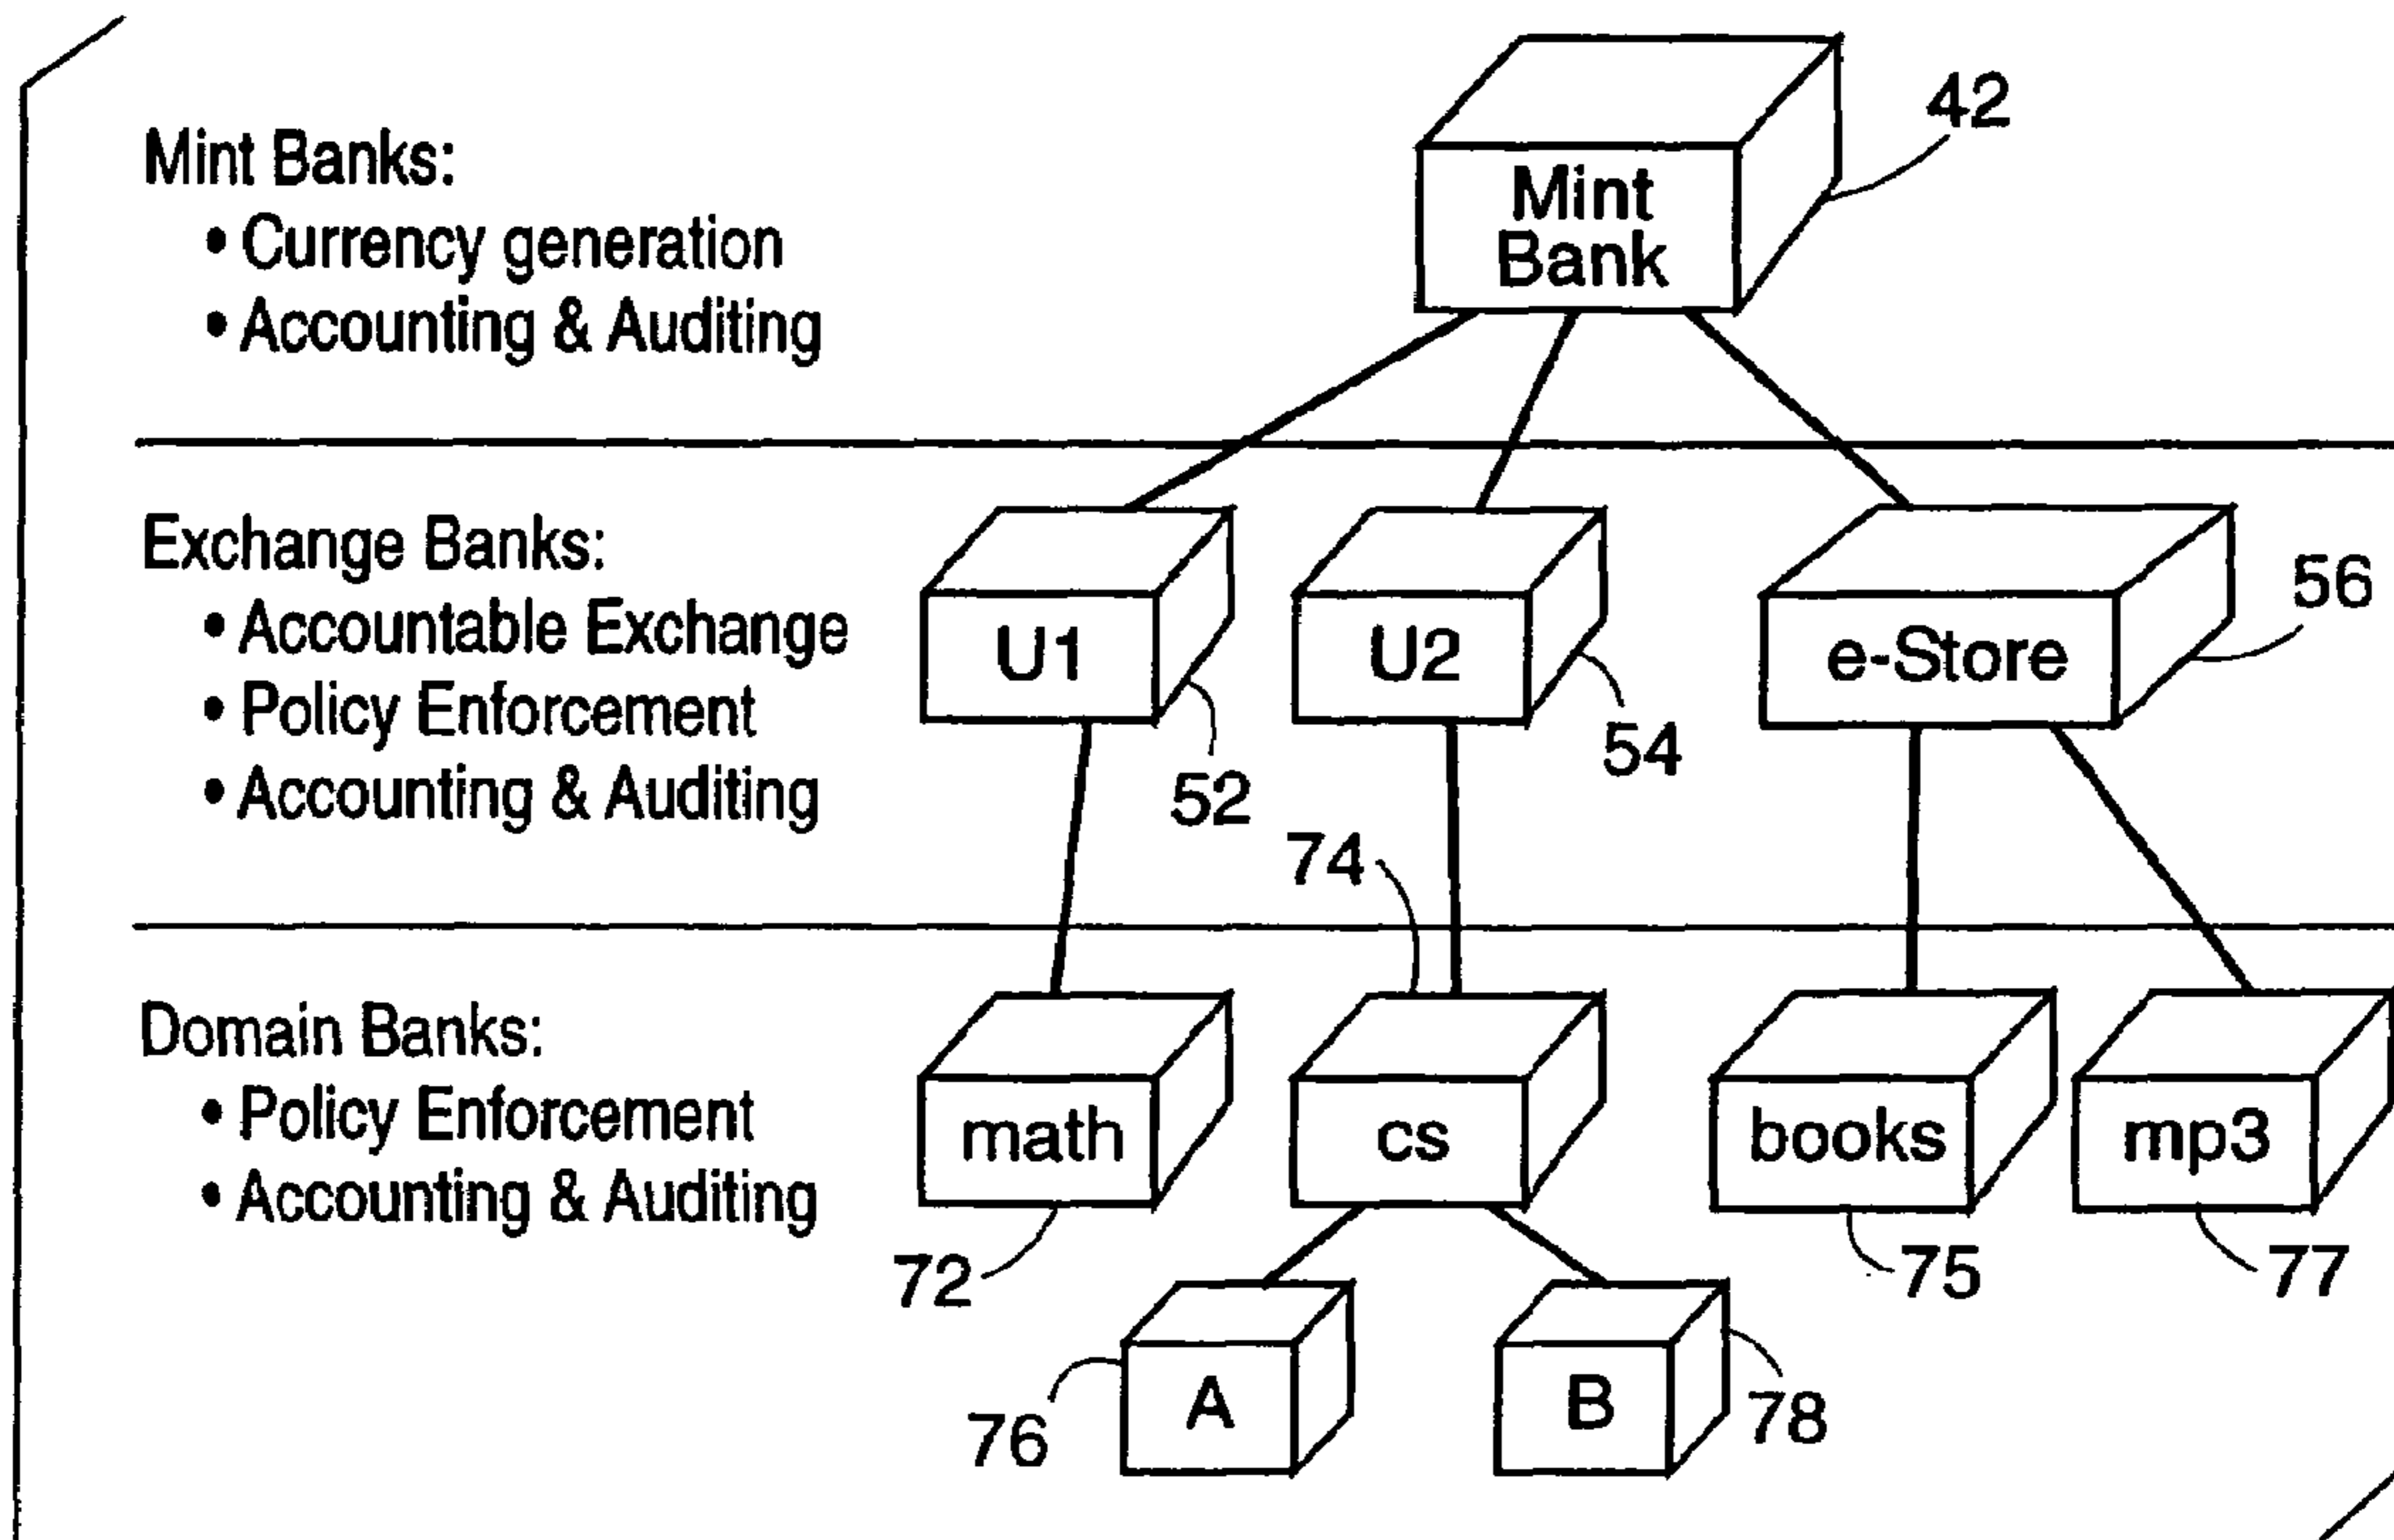 Mint Banks:
• Currency generation
• Accounting & Auditing
Mint
Bank
42
Exchange Banks:
• Accountable Exchange
• Policy Enforcement
• Accounting & Auditing
U1
U2
e-Store
56
52
54
74
Domain Banks:
• Policy Enforcement
• Accounting & Auditing
math
cs
books
mp3
72
75
77
A
B
76
78